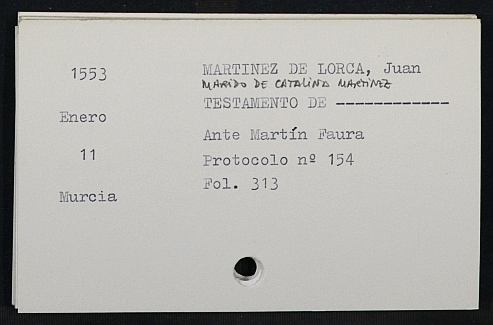 1553
Enero
11
Murcia
MARTINEZ DE LORCA, Juan
MARIDO DE CATALINA MARTINEZ
TESTAMENTO DE ------------
Ante Martín Faura
Protocolo nº 154
Fol. 313